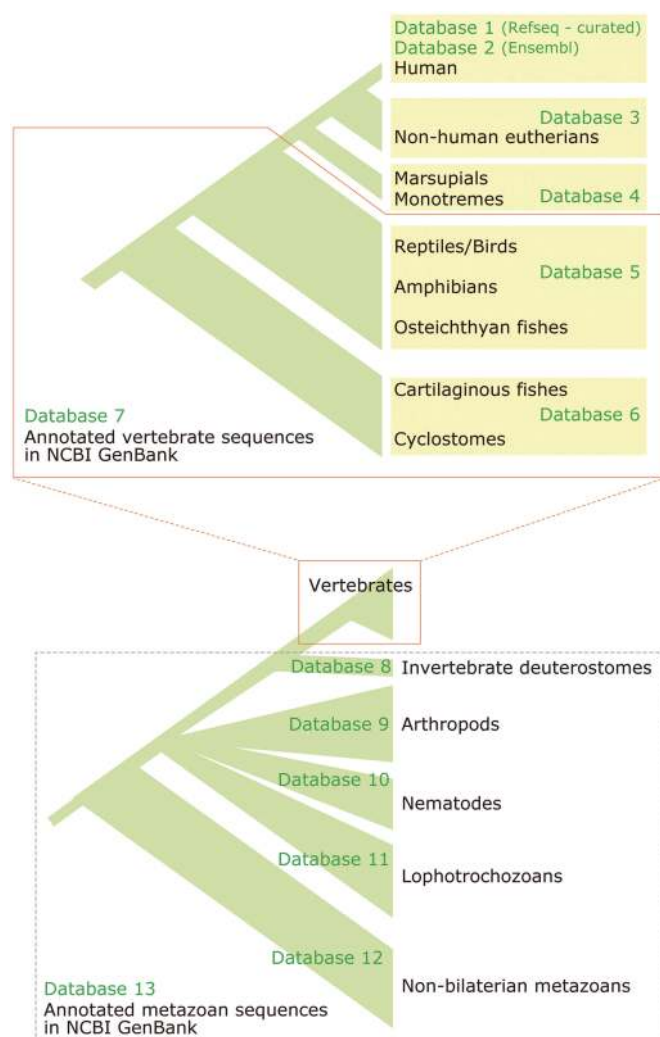 Database 1 (Refseq - curated)
Database 2 (Ensembl)
Human
Database 3
Non-human eutherians
Marsupials
Monotremes
Database 4
Reptiles/Birds
Database 5
Amphibians
Osteichthyan fishes
Cartilaginous fishes
Database 6
Cyclostomes
Database 7
Annotated vertebrate sequences
in NCBI GenBank
Vertebrates
Database 8
Invertebrate deuterostomes
Database 9
Arthropods
Database 10
Nematodes
Database 11
Lophotrochozoans
Database 12
Non-bilaterian metazoans
Database 13
Annotated metazoan sequences
in NCBI GenBank